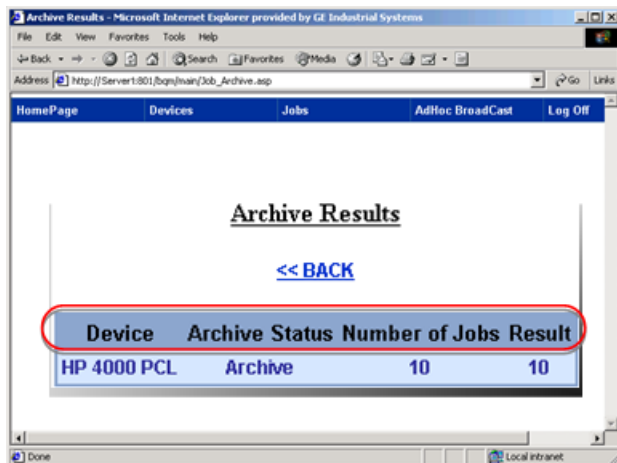 Archive Results - Microsoft Internet Explorer provided by GE Industrial Systems
File Edit View Favorites Tools Help
Back Search Favorites Media
Address http://Server1:801/bqm/main/Job_Archive.asp Go Links
HomePage Devices Jobs AdHoc BroadCast Log Off
Archive Results
<< BACK
Device Archive Status Number of Jobs Result
HP 4000 PCL Archive 10 10
Done Local intranet